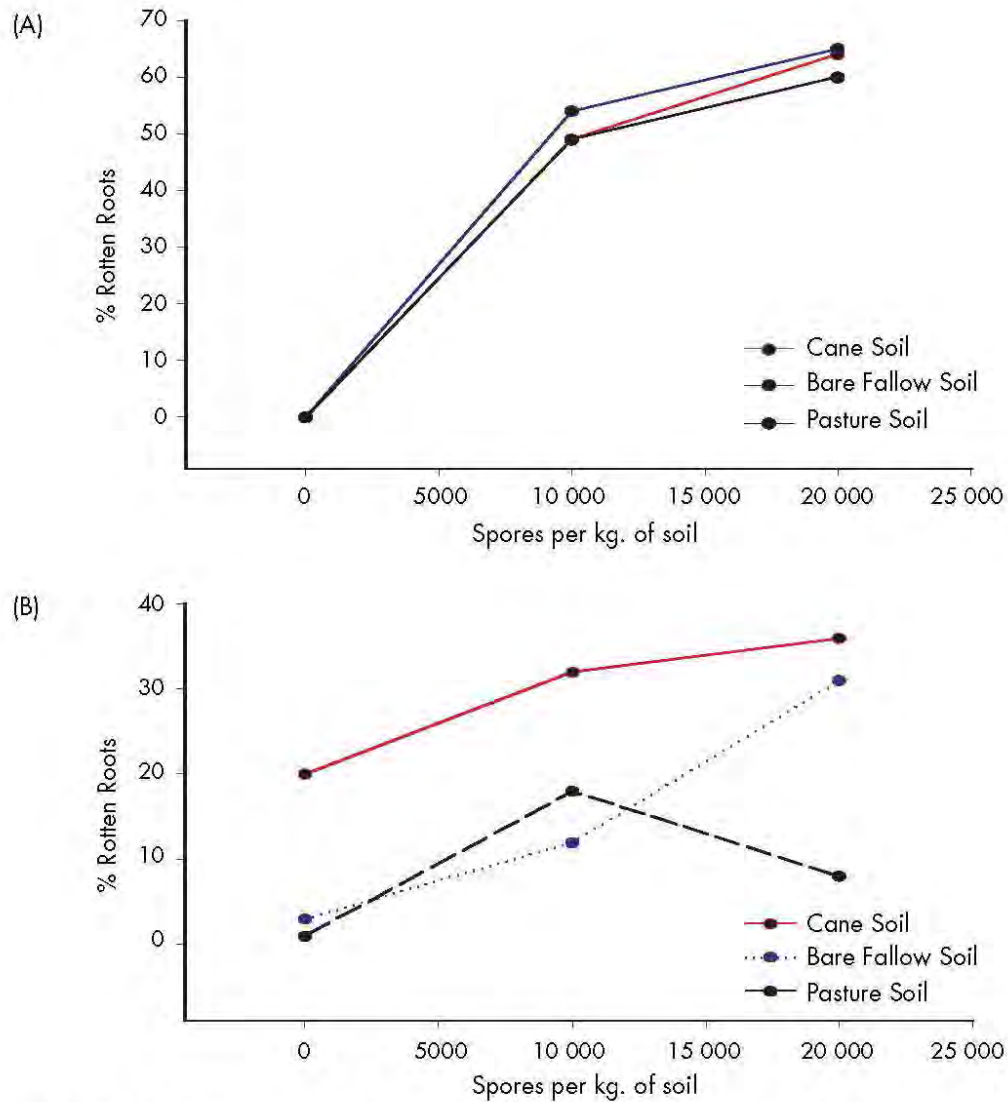 (A)
70
60
50
40
30
20
10
0
% Rotten Roots
Cane Soil
Bare Fallow Soil
Pasture Soil
0 5000 10 000 15 000 20 000 25 000
Spores per kg. of soil
(B)
40
30
20
10
0
% Rotten Roots
Cane Soil
Bare Fallow Soil
Pasture Soil
0 5000 10 000 15 000 20 000 25 000
Spores per kg. of soil